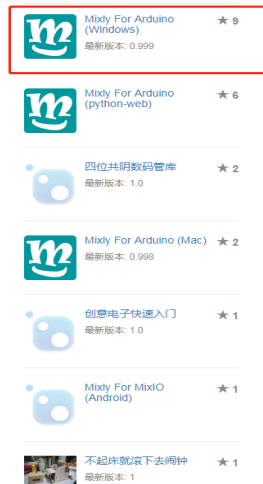 Mixly For Arduino ★ 9
(Windows)
最新版本: 0.999
Mixly For Arduino ★ 6
(python-web)
四位共阴数码管库 ★ 2
最新版本: 1.0
Mixly For Arduino (Mac) ★ 2
最新版本: 0.998
创意电子快速入门 ★ 1
最新版本: 1.0
Mixly For MixIO ★ 1
(Android)
不起床就滚下去闹钟 ★ 1
最新版本: 1